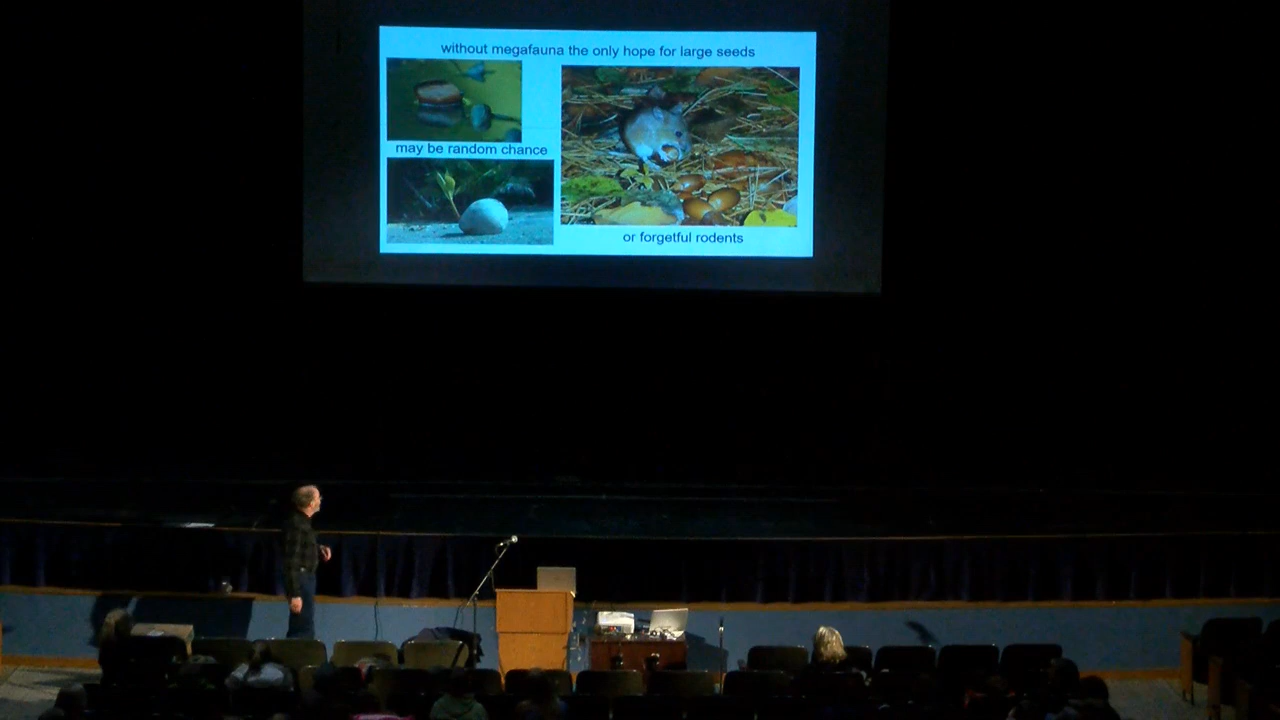 without megafauna the only hope for large seeds
may be random chance
or forgetful rodents